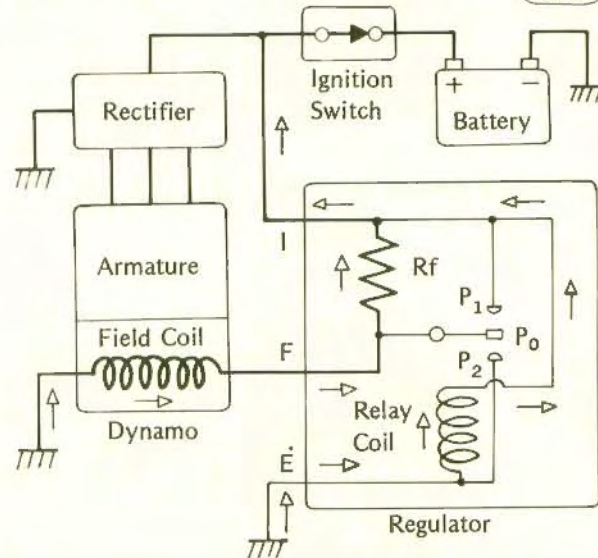 Ignition
Switch
+
−
Battery
Rectifier
Armature
Field Coil
Dynamo
I
F
E
Rf
P1
P0
P2
Relay
Coil
Regulator